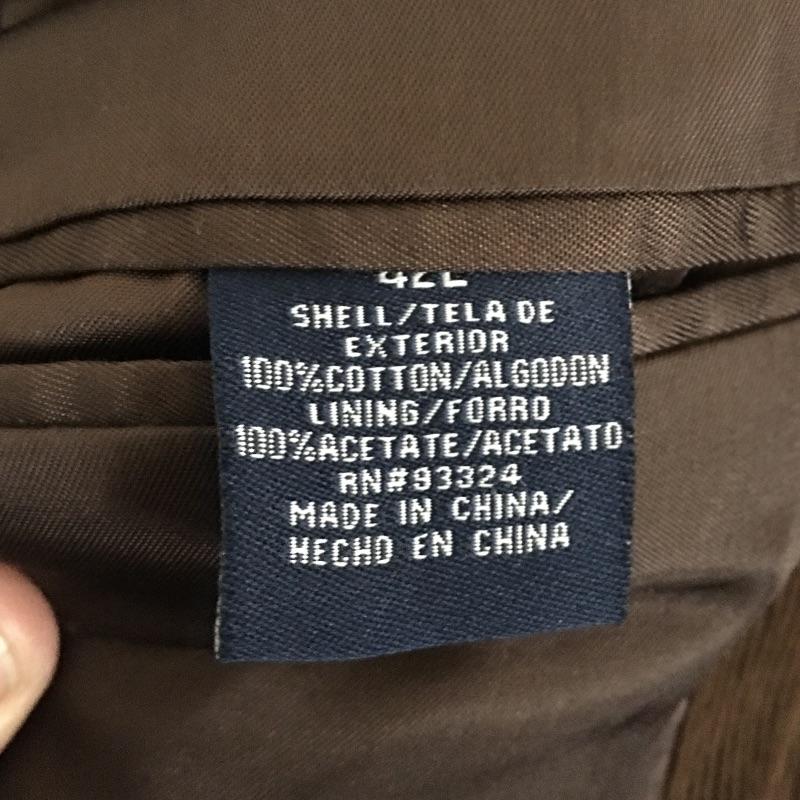 42L
SHELL/TELA DE
EXTERIOR
100%COTTON/ALGODON
LINING/FORRO
100%ACETATE/ACETATO
RN#93324
MADE IN CHINA/
HECHO EN CHINA